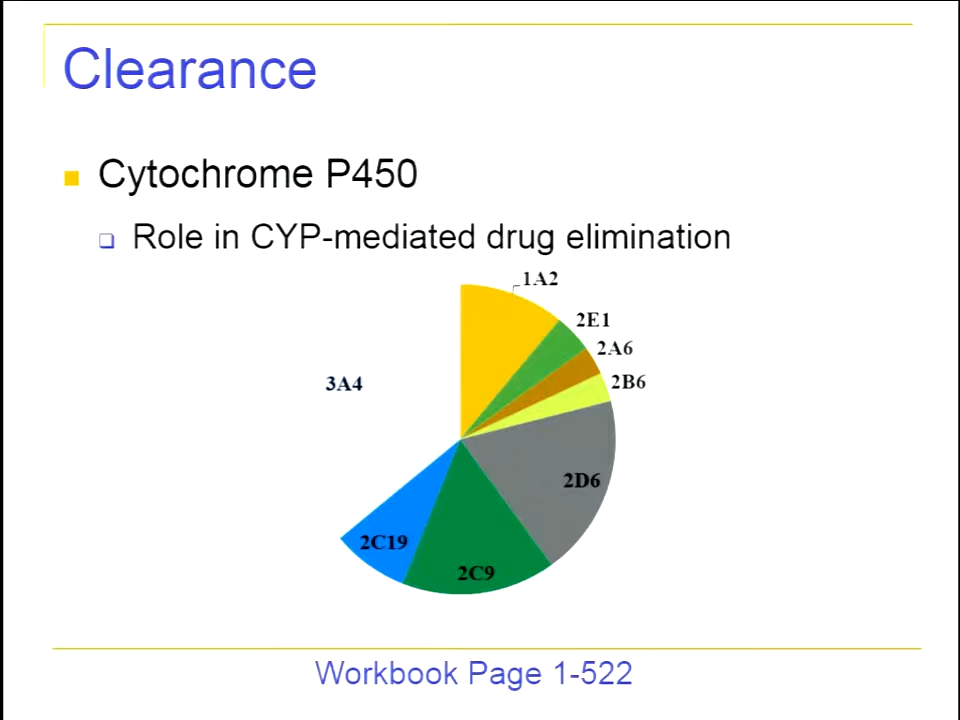 Clearance
Cytochrome P450
Role in CYP-mediated drug elimination
1A2
2E1
2A6
3A4
2B6
2D6
2C19
2C9
Workbook Page 1-522